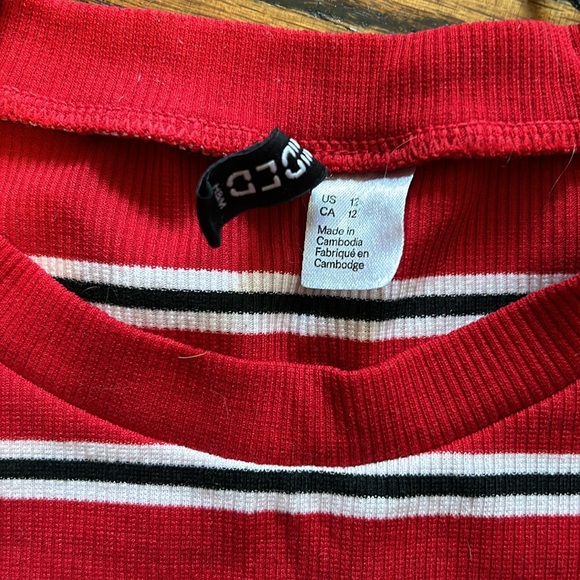 H&M
US 12
CA 12
Made in
Cambodia
Fabriqué en
Cambodge